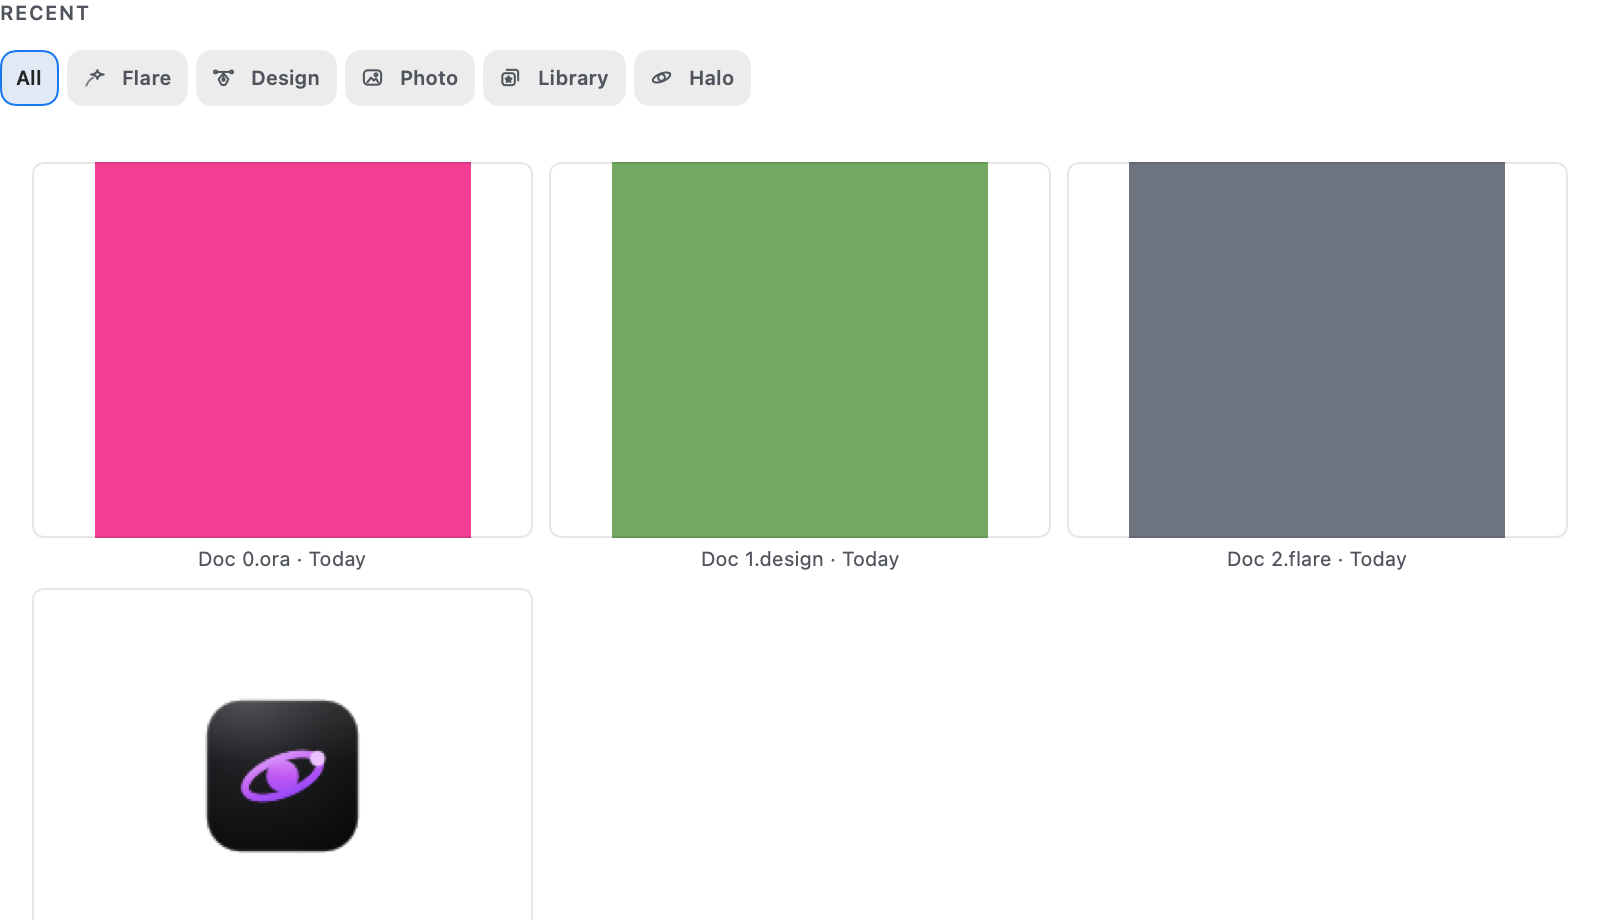 RECENT
All Flare Design Photo Library Halo
Doc 0.ora · Today
Doc 1.design · Today
Doc 2.flare · Today